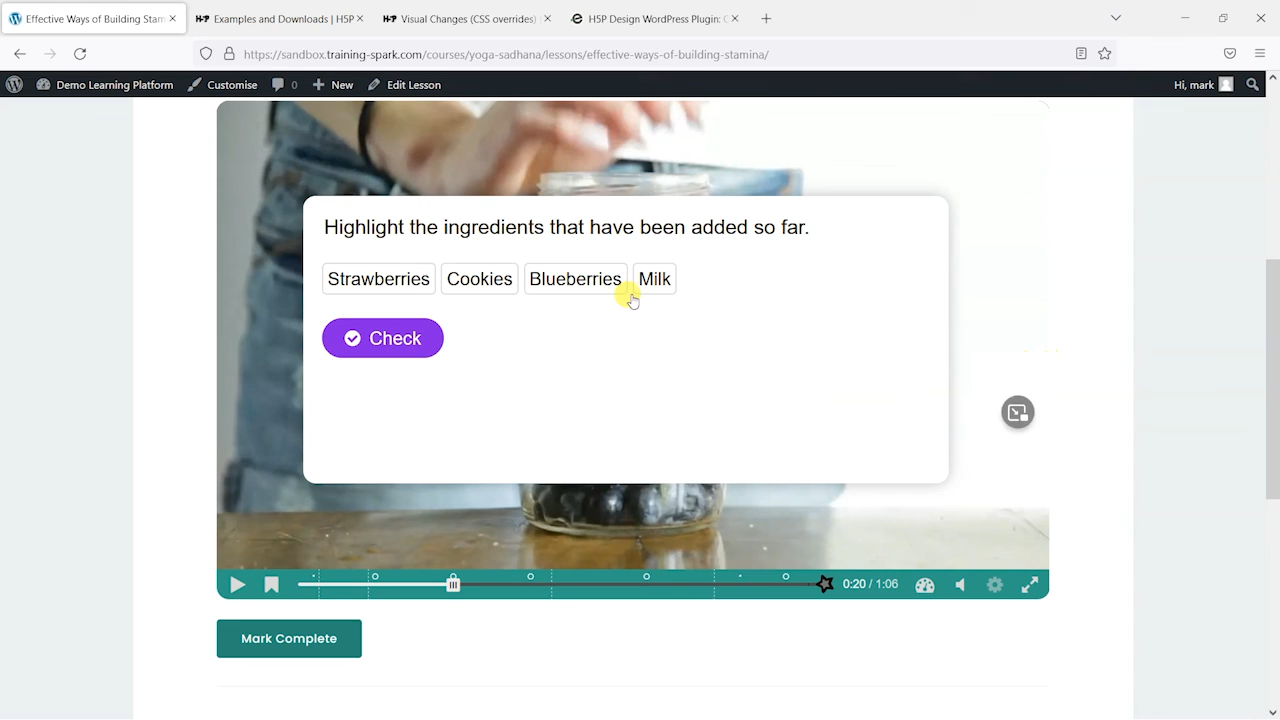 Effective Ways of Building Stam
Examples and Downloads | H5P
Visual Changes (CSS overrides)
H5P Design WordPress Plugin: C
https://sandbox.training-spark.com/courses/yoga-sadhana/lessons/effective-ways-of-building-stamina/
Demo Learning Platform
Customise
0
New
Edit Lesson
Hi, mark
Highlight the ingredients that have been added so far.
Strawberries
Cookies
Blueberries
Milk
Check
0:20 / 1:06
Mark Complete